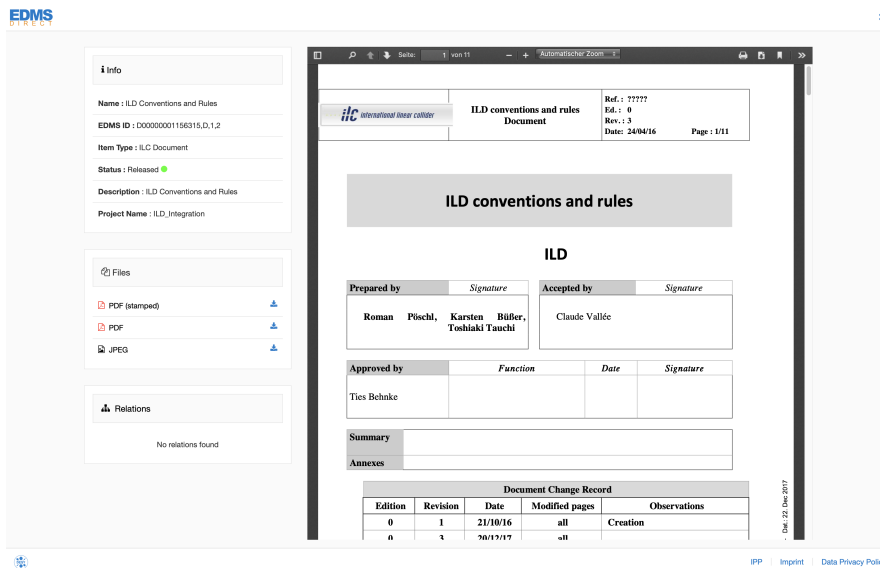 EDMS
DIRECT
Info
Name : ILD Conventions and Rules
EDMS ID : D00000001156315,D,1,2
Item Type : ILC Document
Status : Released
Description : ILD Conventions and Rules
Project Name : ILD_Integration
Files
PDF (stamped)
PDF
JPEG
Relations
No relations found
Seite: 1 von 11
Automatischer Zoom
ilc international linear collider
ILD conventions and rules
Document
Ref. : ?????
Ed. : 0
Rev. : 3
Date: 24/04/16 Page : 1/11
ILD conventions and rules
ILD
Prepared by Signature
Roman Pöschl, Karsten Büßer,
Toshiaki Tauchi
Accepted by Signature
Claude Vallée
Approved by Function Date Signature
Ties Behnke
Summary
Annexes
Document Change Record
Edition Revision Date Modified pages Observations
0 1 21/10/16 all Creation
0 3 20/12/17 all
- Dat.: 22. Dec 2017
IPP Imprint Data Privacy